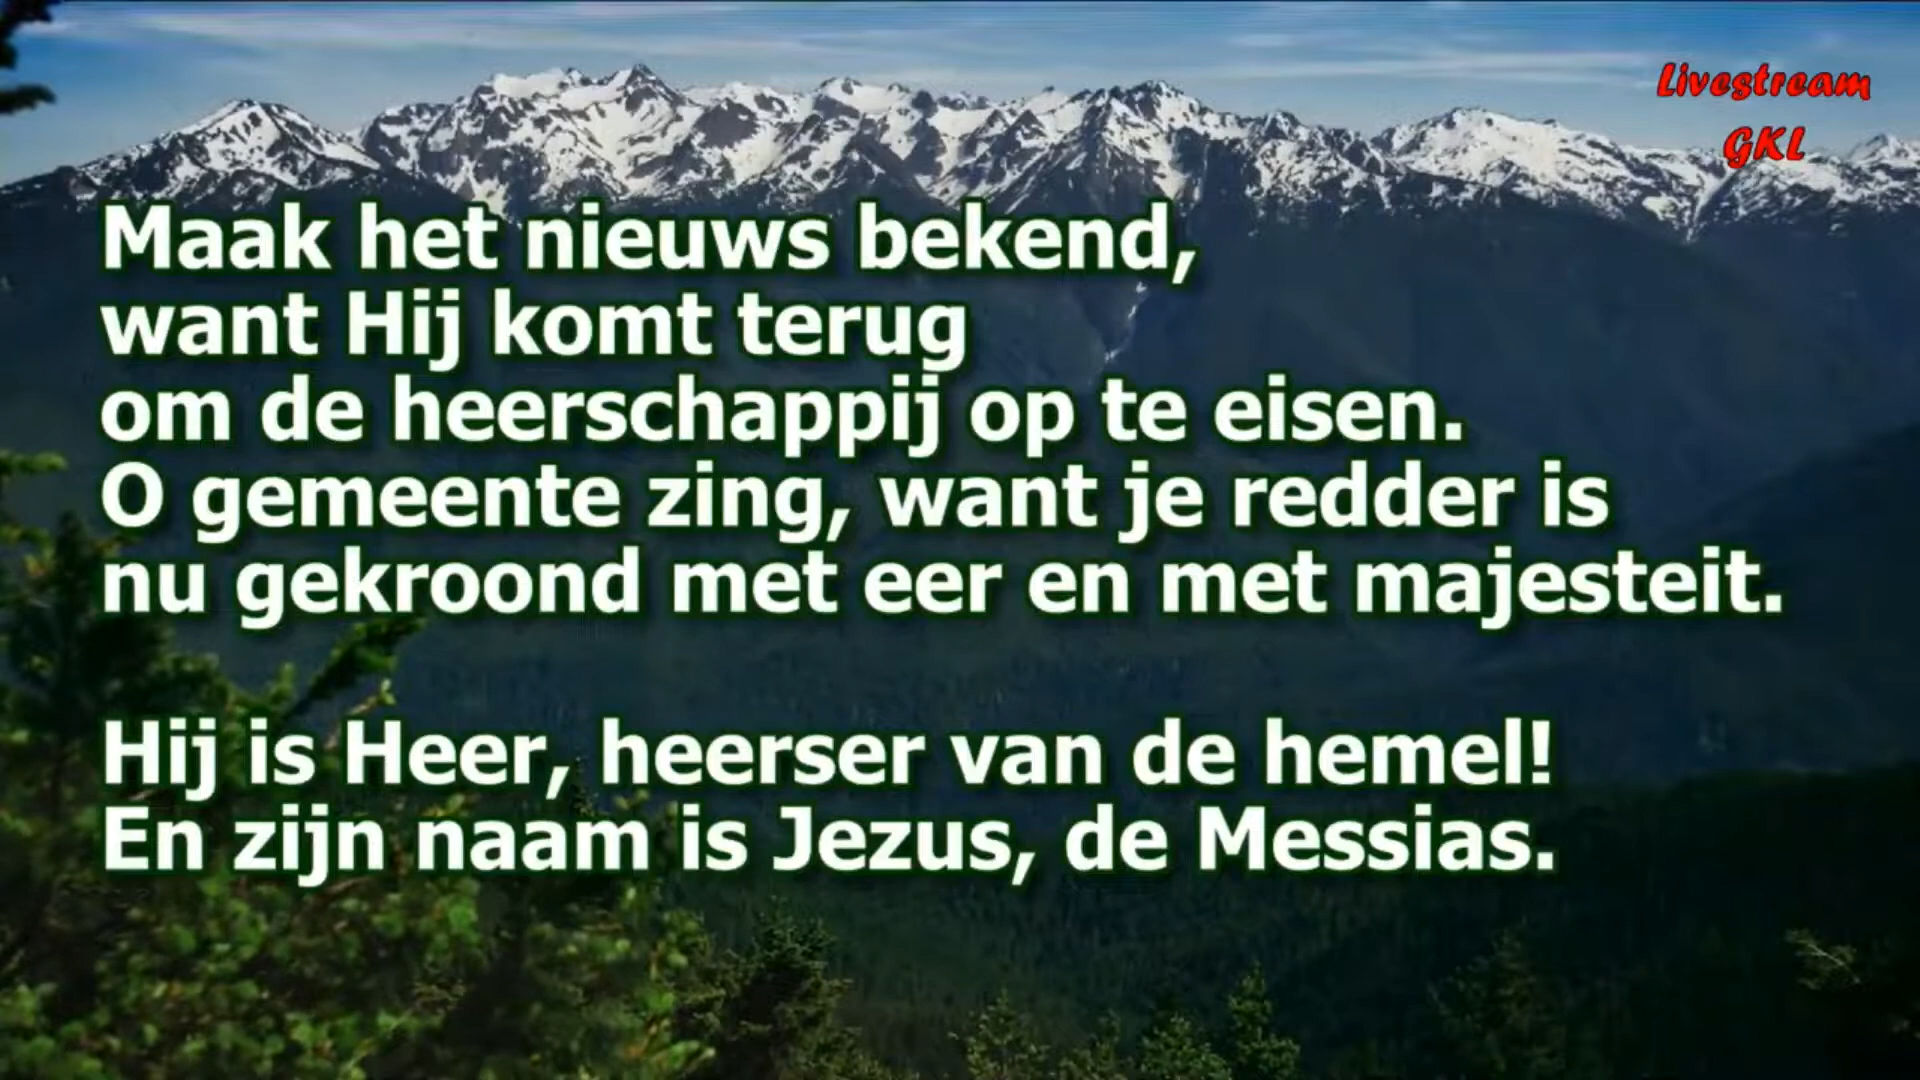 Livestream
GKL
Maak het nieuws bekend,
want Hij komt terug
om de heerschappij op te eisen.
O gemeente zing, want je redder is
nu gekroond met eer en met majesteit.
Hij is Heer, heerser van de hemel!
En zijn naam is Jezus, de Messias.